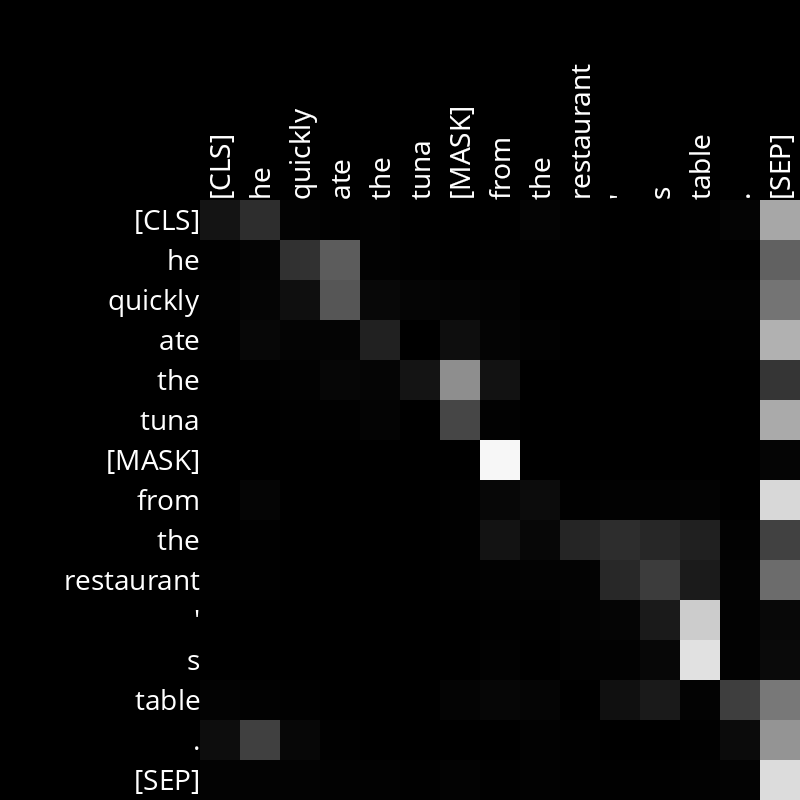 [CLS] he quickly ate the tuna [MASK] from the restaurant ' s table . [SEP]
[CLS]
he
quickly
ate
the
tuna
[MASK]
from
the
restaurant
'
s
table
.
[SEP]